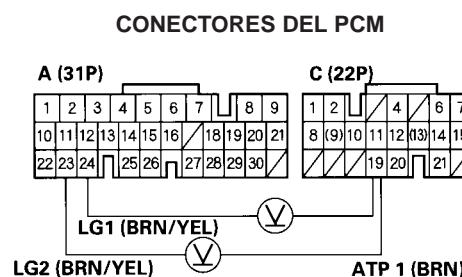 CONECTORES DEL PCM
A (31P) C (22P)
1 2 3 4 5 6 7 8 9 1 2 4 6 7
10 11 12 13 14 15 16 18 19 20 21 8 (9) 10 11 12 (13) 14 15
22 23 24 25 26 27 28 29 30 19 20 21
LG1 (BRN/YEL) V
LG2 (BRN/YEL) V ATP 1 (BRN)